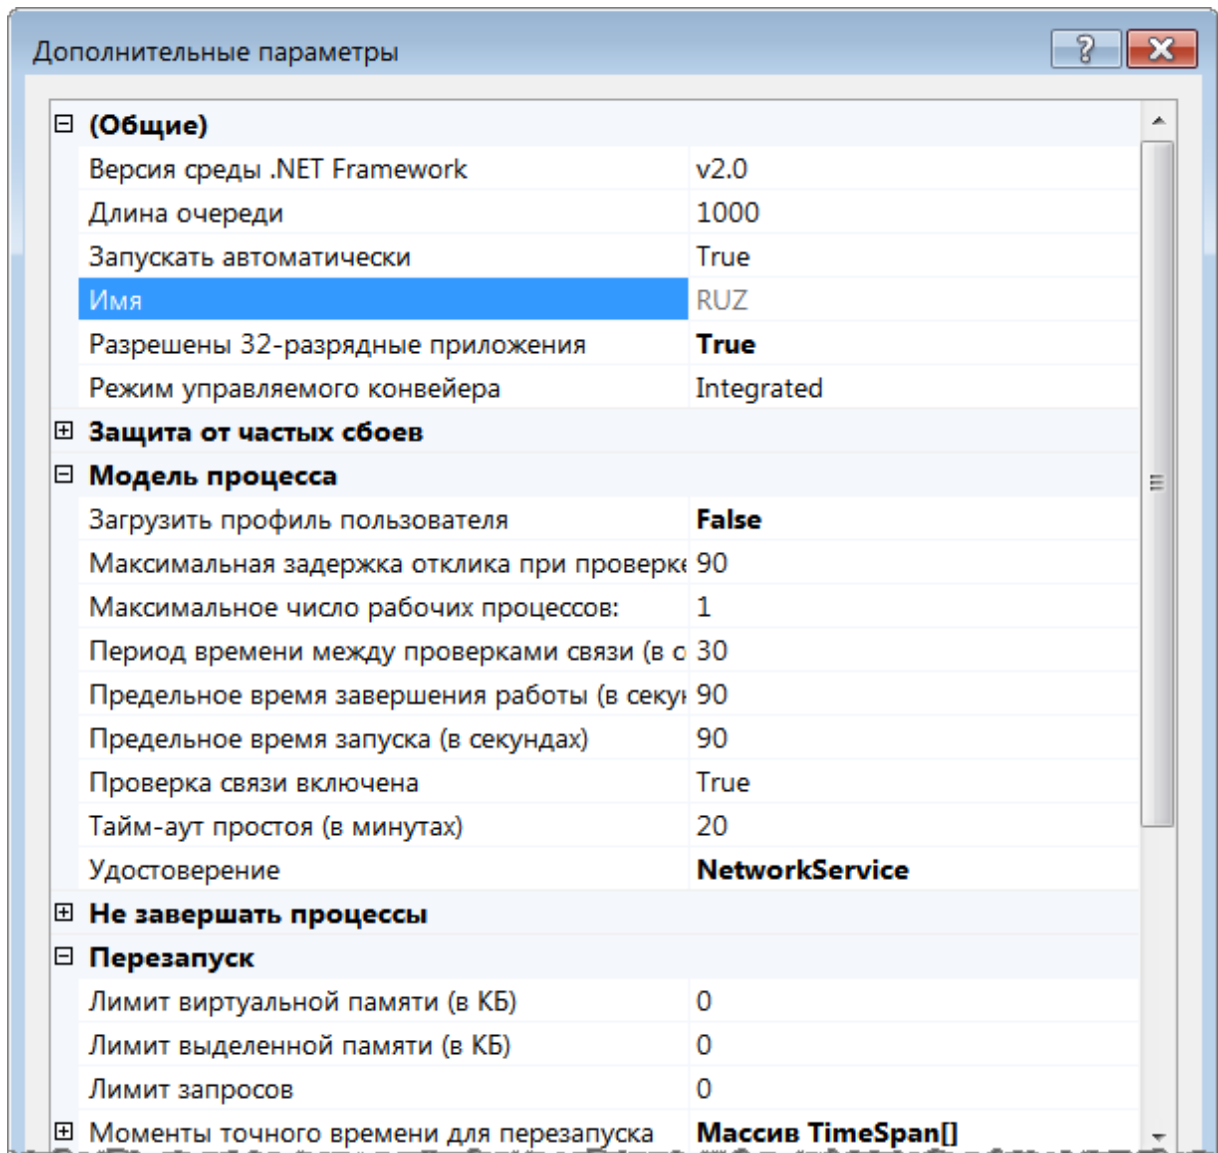 Дополнительные параметры
(Общие)
Версия среды .NET Framework v2.0
Длина очереди 1000
Запускать автоматически True
Имя RUZ
Разрешены 32-разрядные приложения True
Режим управляемого конвейера Integrated
Защита от частых сбоев
Модель процесса
Загрузить профиль пользователя False
Максимальная задержка отклика при проверке 90
Максимальное число рабочих процессов: 1
Период времени между проверками связи (в с 30
Предельное время завершения работы (в секун 90
Предельное время запуска (в секундах) 90
Проверка связи включена True
Тайм-аут простоя (в минутах) 20
Удостоверение NetworkService
Не завершать процессы
Перезапуск
Лимит виртуальной памяти (в КБ) 0
Лимит выделенной памяти (в КБ) 0
Лимит запросов 0
Моменты точного времени для перезапуска Массив TimeSpan[]